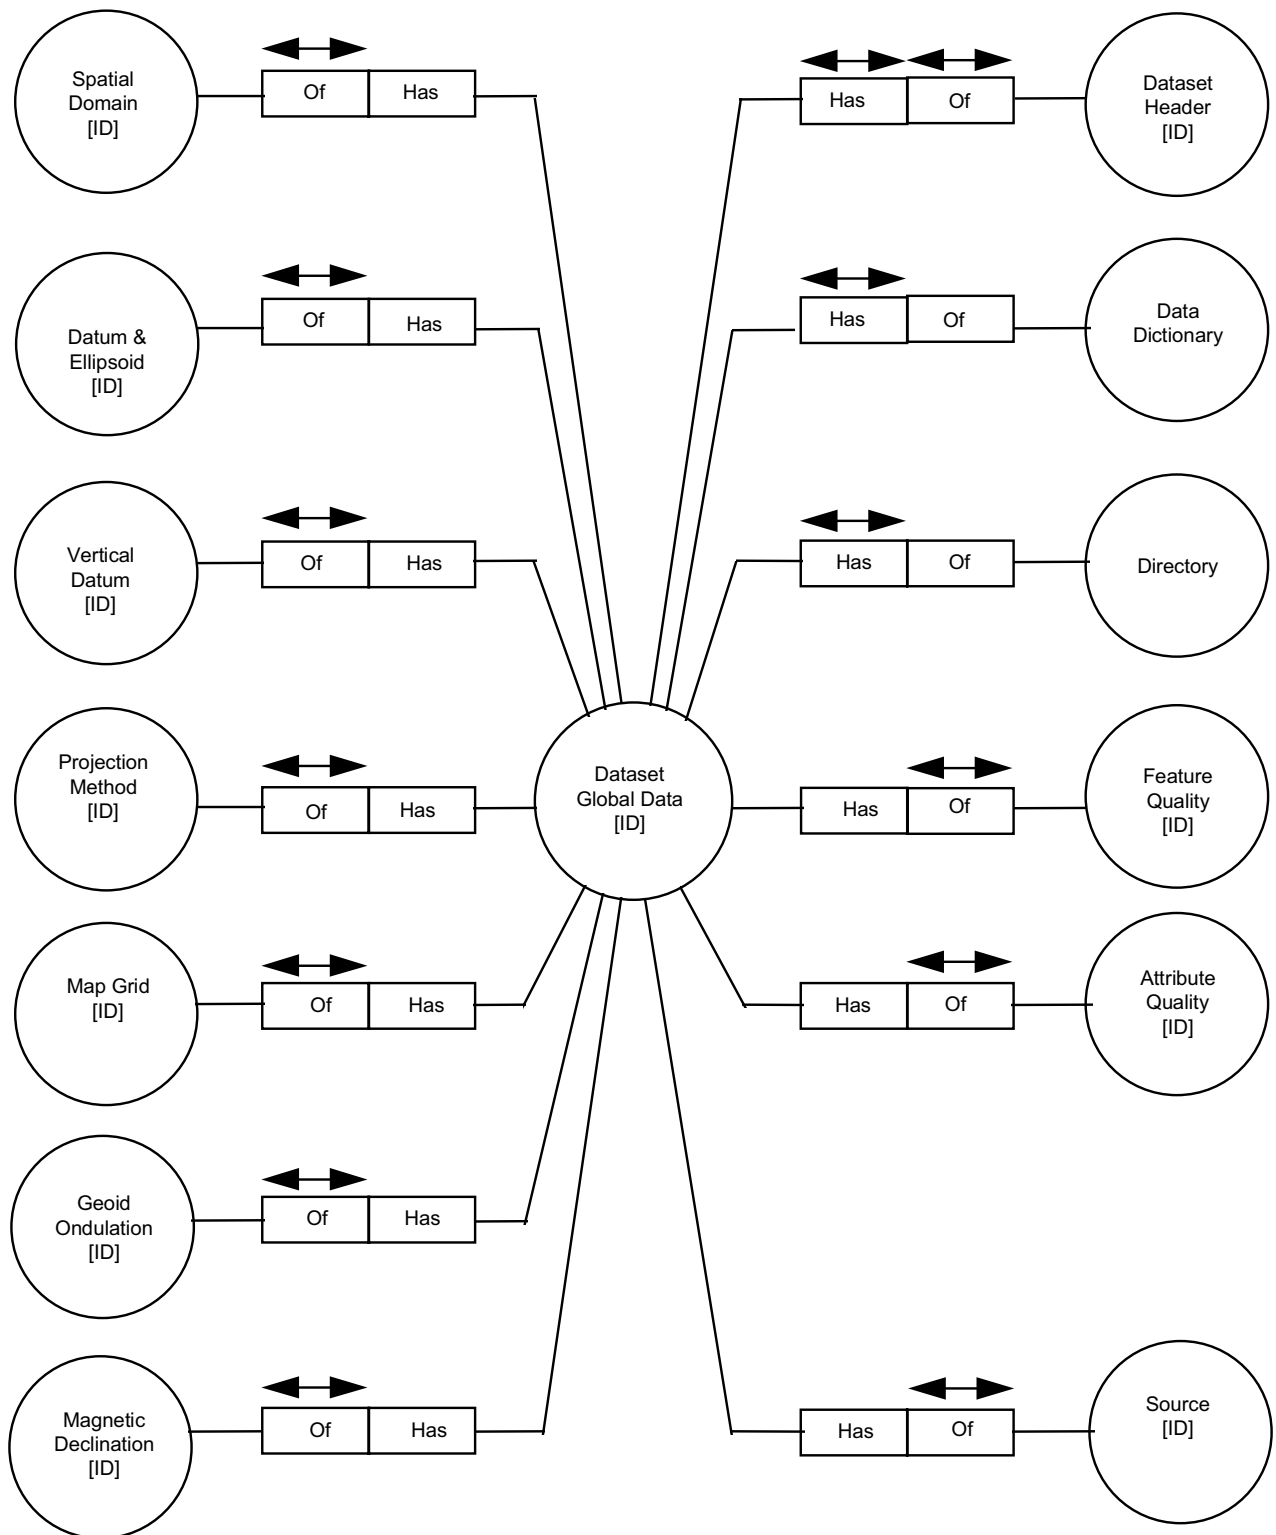 Spatial
Domain
[ID]
Of
Has
Has
Of
Dataset
Header
[ID]
Datum &
Ellipsoid
[ID]
Of
Has
Has
Of
Data
Dictionary
Vertical
Datum
[ID]
Of
Has
Has
Of
Directory
Projection
Method
[ID]
Of
Has
Dataset
Global Data
[ID]
Has
Of
Feature
Quality
[ID]
Map Grid
[ID]
Of
Has
Has
Of
Attribute
Quality
[ID]
Geoid
Ondulation
[ID]
Of
Has
Magnetic
Declination
[ID]
Of
Has
Has
Of
Source
[ID]